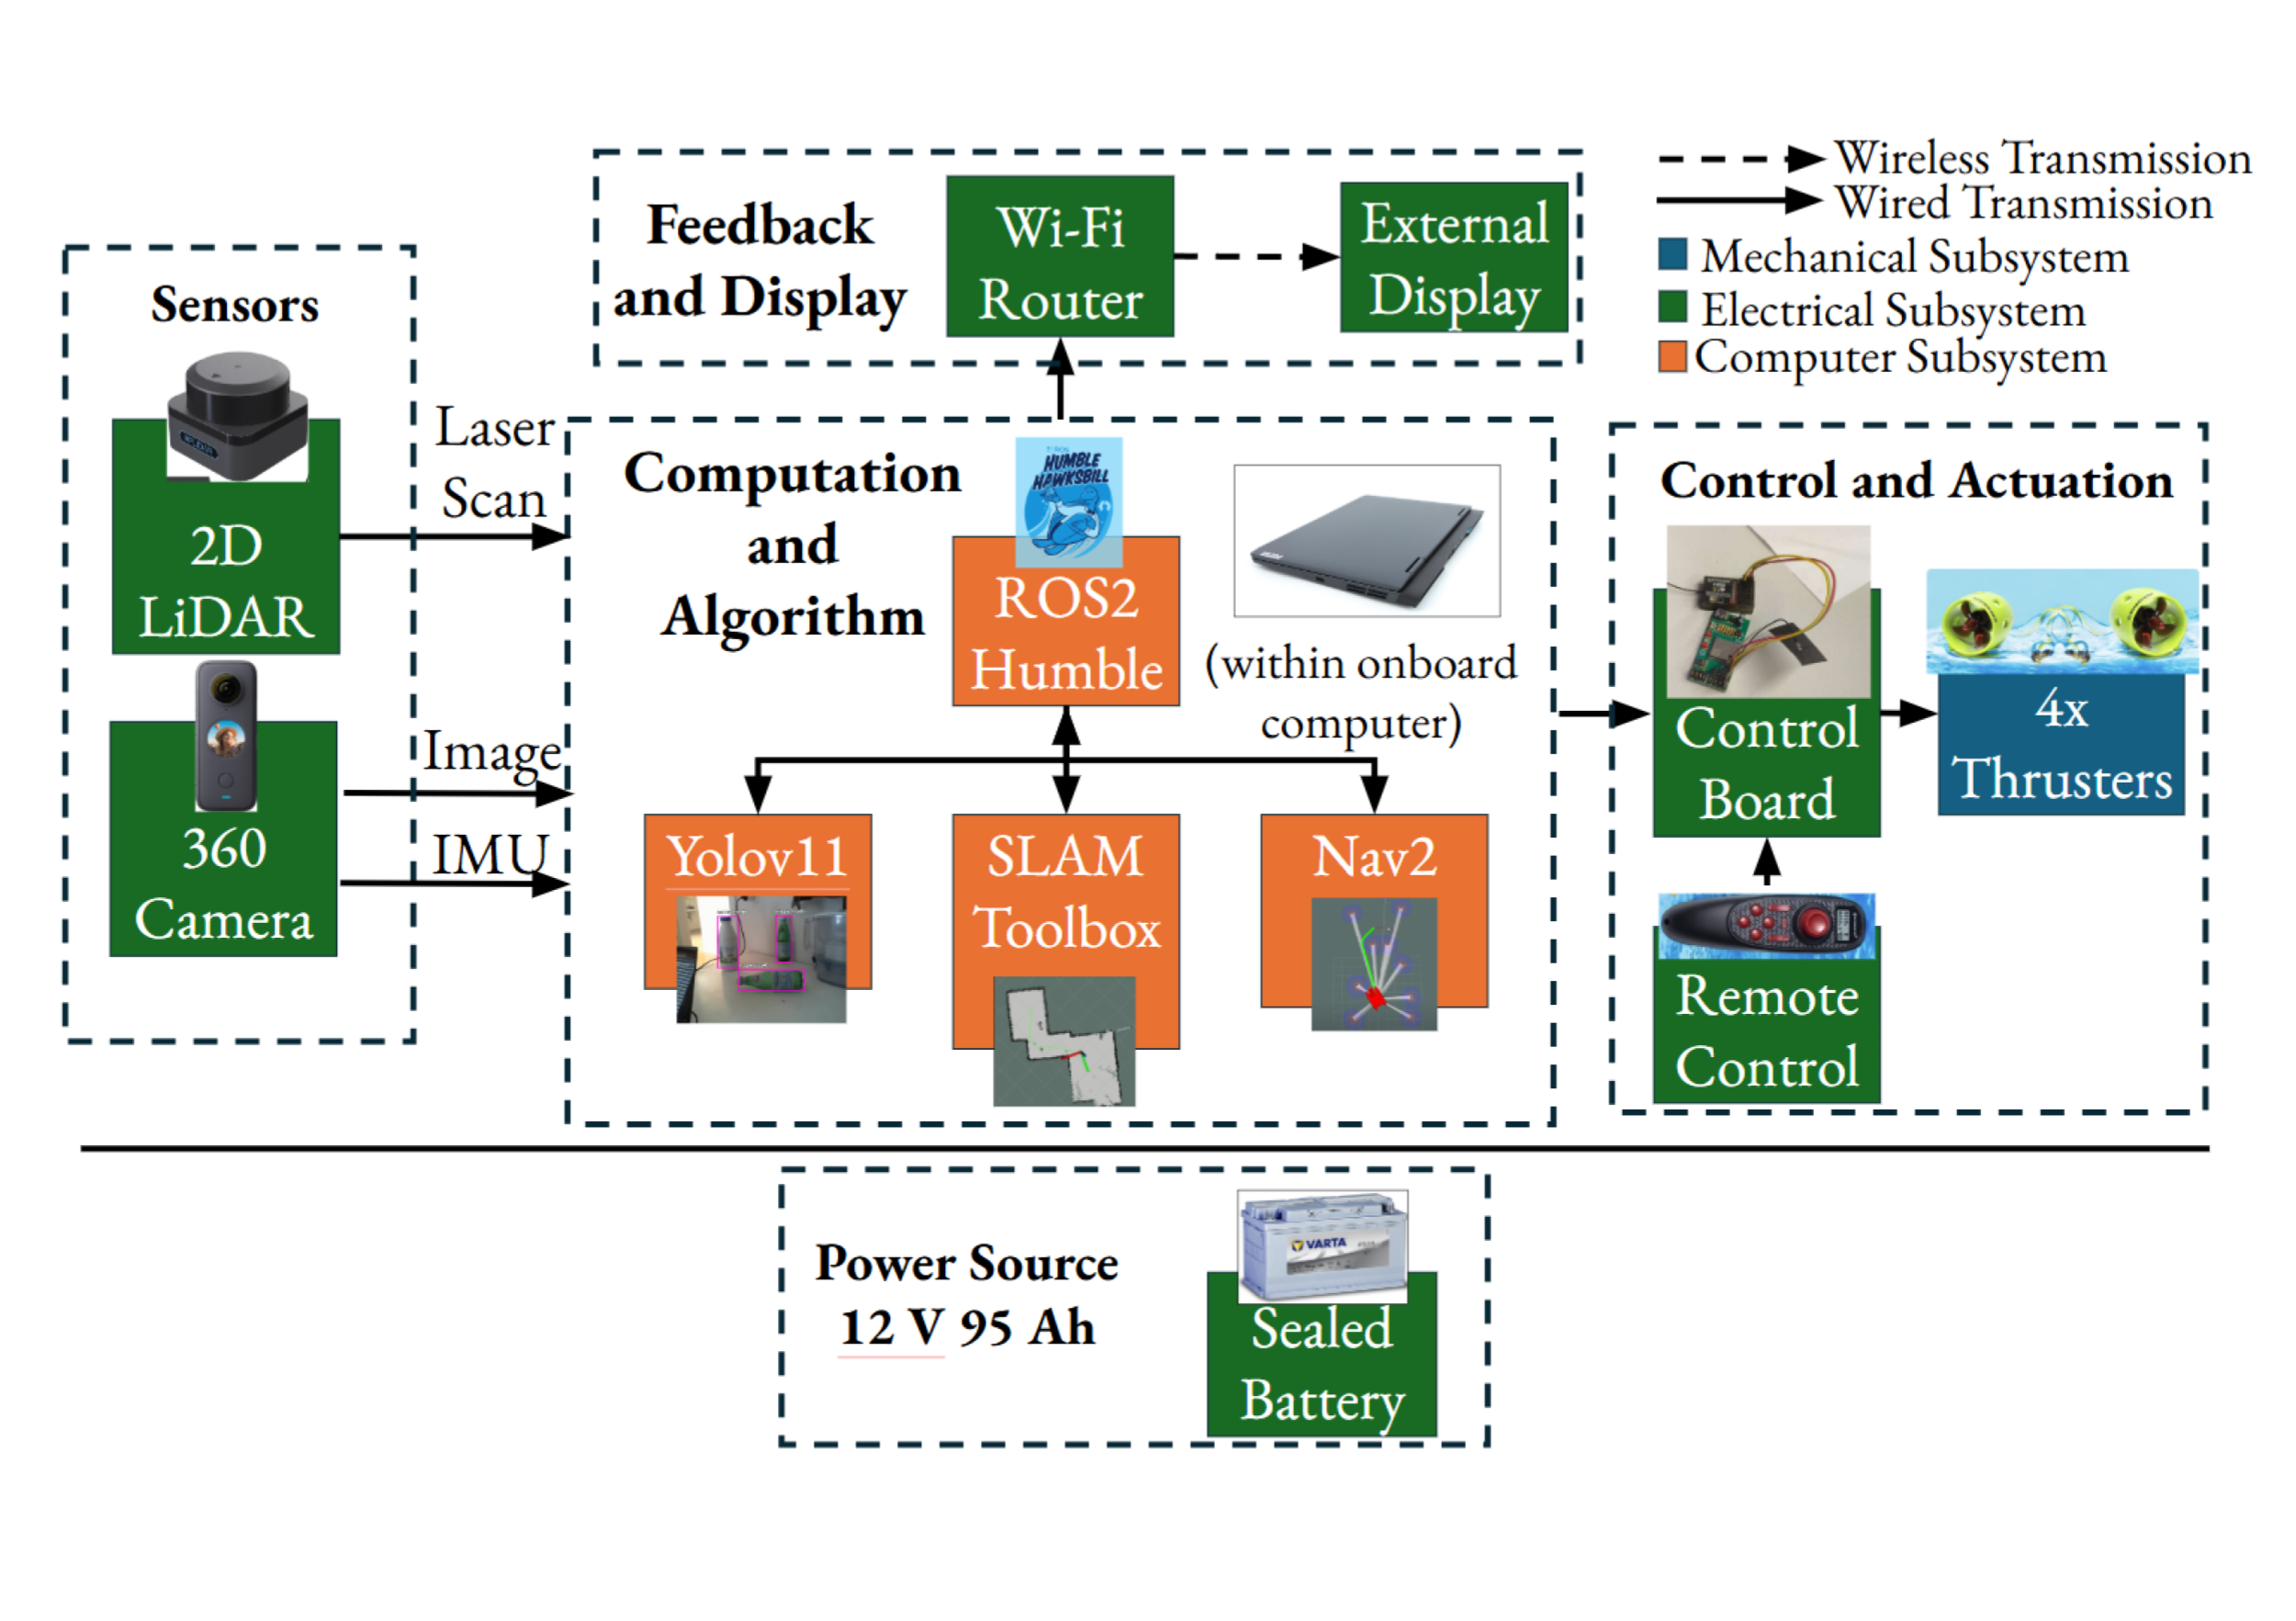 Wireless Transmission
Wired Transmission
Mechanical Subsystem
Electrical Subsystem
Computer Subsystem
Feedback
and Display
Wi-Fi
Router
External
Display
Sensors
2D
LiDAR
360
Camera
Laser
Scan
Image
IMU
Computation
and
Algorithm
HUMBLE
HAWKSBILL
ROS2
Humble
(within onboard
computer)
Yolov11
SLAM
Toolbox
Nav2
Control and Actuation
Control
Board
4x
Thrusters
Remote
Control
Power Source
12 V 95 Ah
VARTA
Sealed
Battery